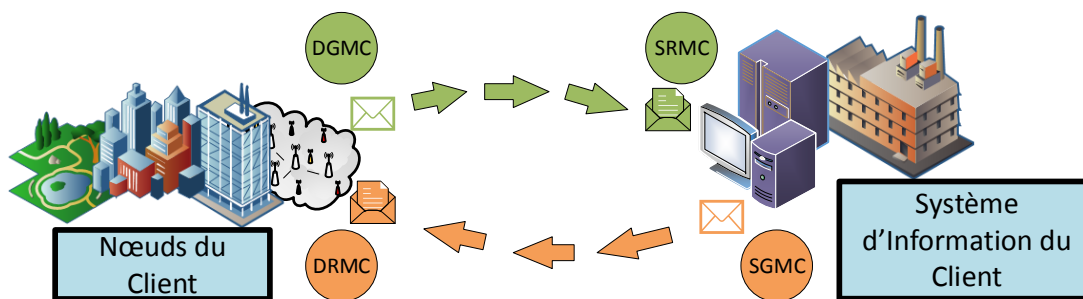 DGMC
SRMC
Nœuds du
Client
DRMC
SGMC
Système
d’Information du
Client